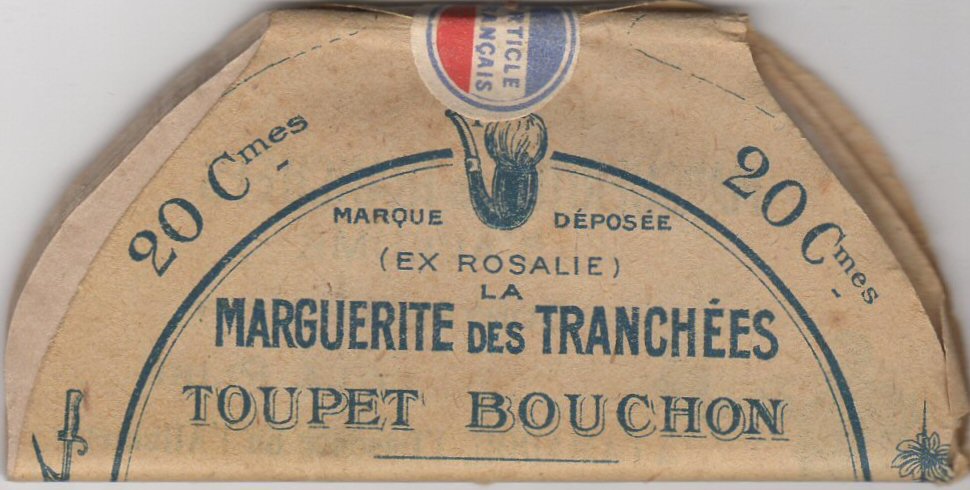 ARTICLE
FRANÇAIS
20 Cmes
20 Cmes
MARQUE DÉPOSÉE
(EX ROSALIE)
LA
MARGUERITE DES TRANCHÉES
TOUPET BOUCHON